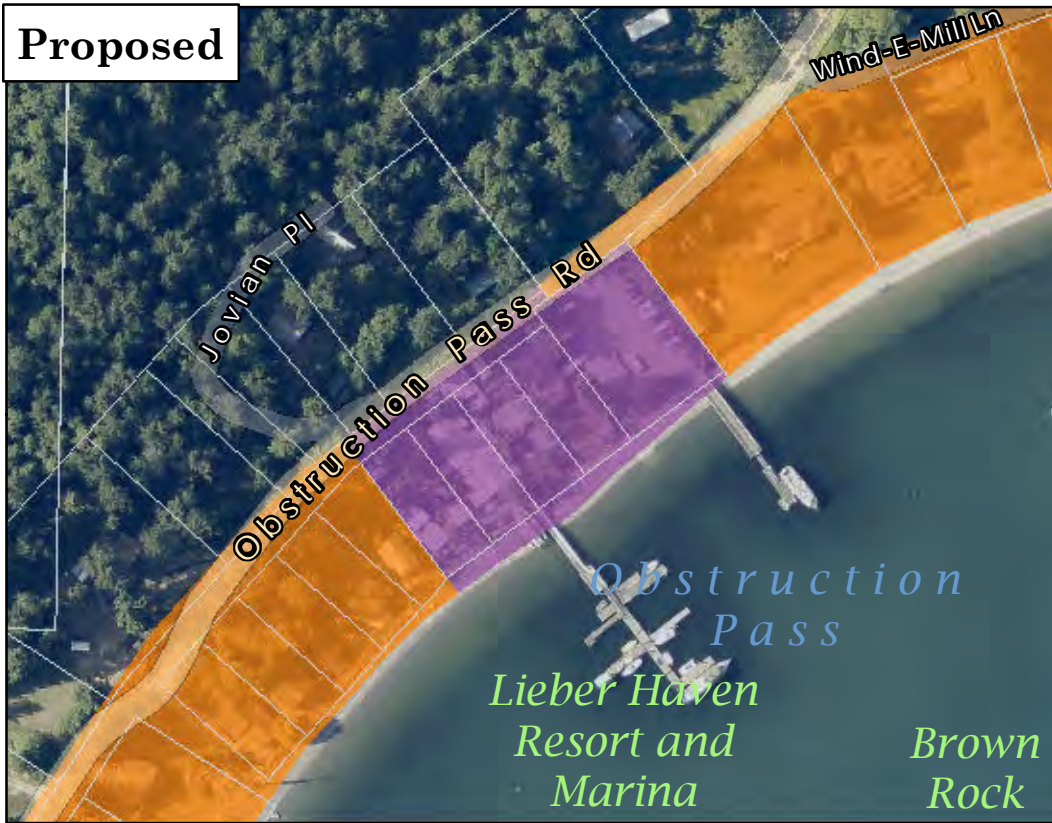 Proposed
Wind-E-Mill Ln
Jovian Pl
Obstruction Pass Rd
Obstruction
Pass
Lieber Haven
Resort and
Marina
Brown
Rock